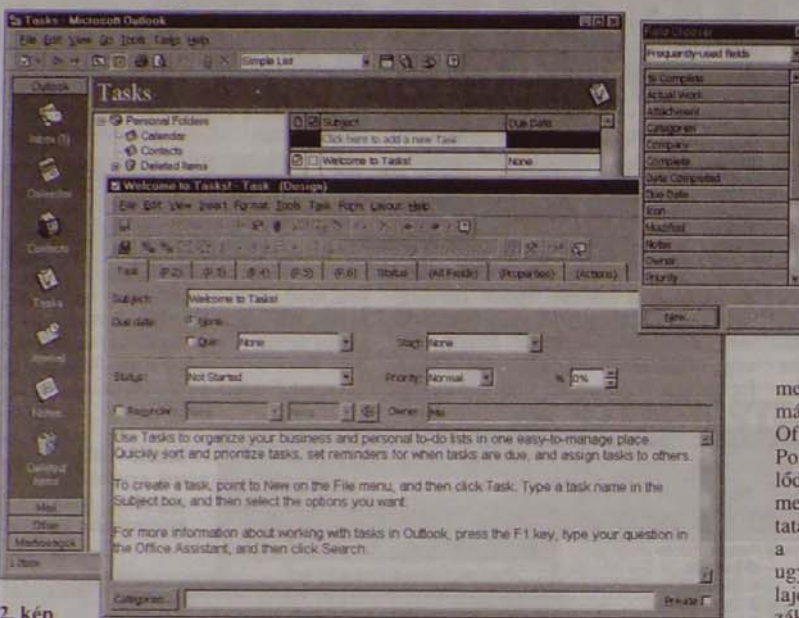 Tasks - Microsoft Outlook
File Edit View Go Tools Tasks Help
Simple List
Outlook
Inbox (1)
Calendar
Contacts
Tasks
Journal
Notes
Deleted Items
Mail
Other
Tasks
Personal Folders
Calendar
Contacts
Deleted Items
Subject
Due Date
Click here to add a new Task
Welcome to Tasks!
None
Welcome to Tasks! - Task (Design)
File Edit View Insert Format Tools Task Form Layout Help
Task (P.2) (P.3) (P.4) (P.5) (P.6) Status (All Fields) (Properties) (Actions)
Subject: Welcome to Tasks!
Due date: None
Due: None Start: None
Status: Not Started Priority: Normal % 0%
Reminder: None None Owner: Me
Use Tasks to organize your business and personal to-do lists in one easy-to-manage place.
Quickly sort and prioritize tasks, set reminders for when tasks are due, and assign tasks to others.
To create a task, point to New on the File menu, and then click Task. Type a task name in the
Subject box, and then select the options you want.
For more information about working with tasks in Outlook, press the F1 key, type your question in
the Office Assistant, and then click Search.
Categories... Private
Field Chooser
Frequently-used fields
% Complete
Actual Work
Attachment
Categories
Company
Complete
Date Completed
Due Date
Icon
Modified
Notes
Owner
Priority
New...
2. kép
me
má
Of
Po
lőd
me
tata
a
ugy
laje